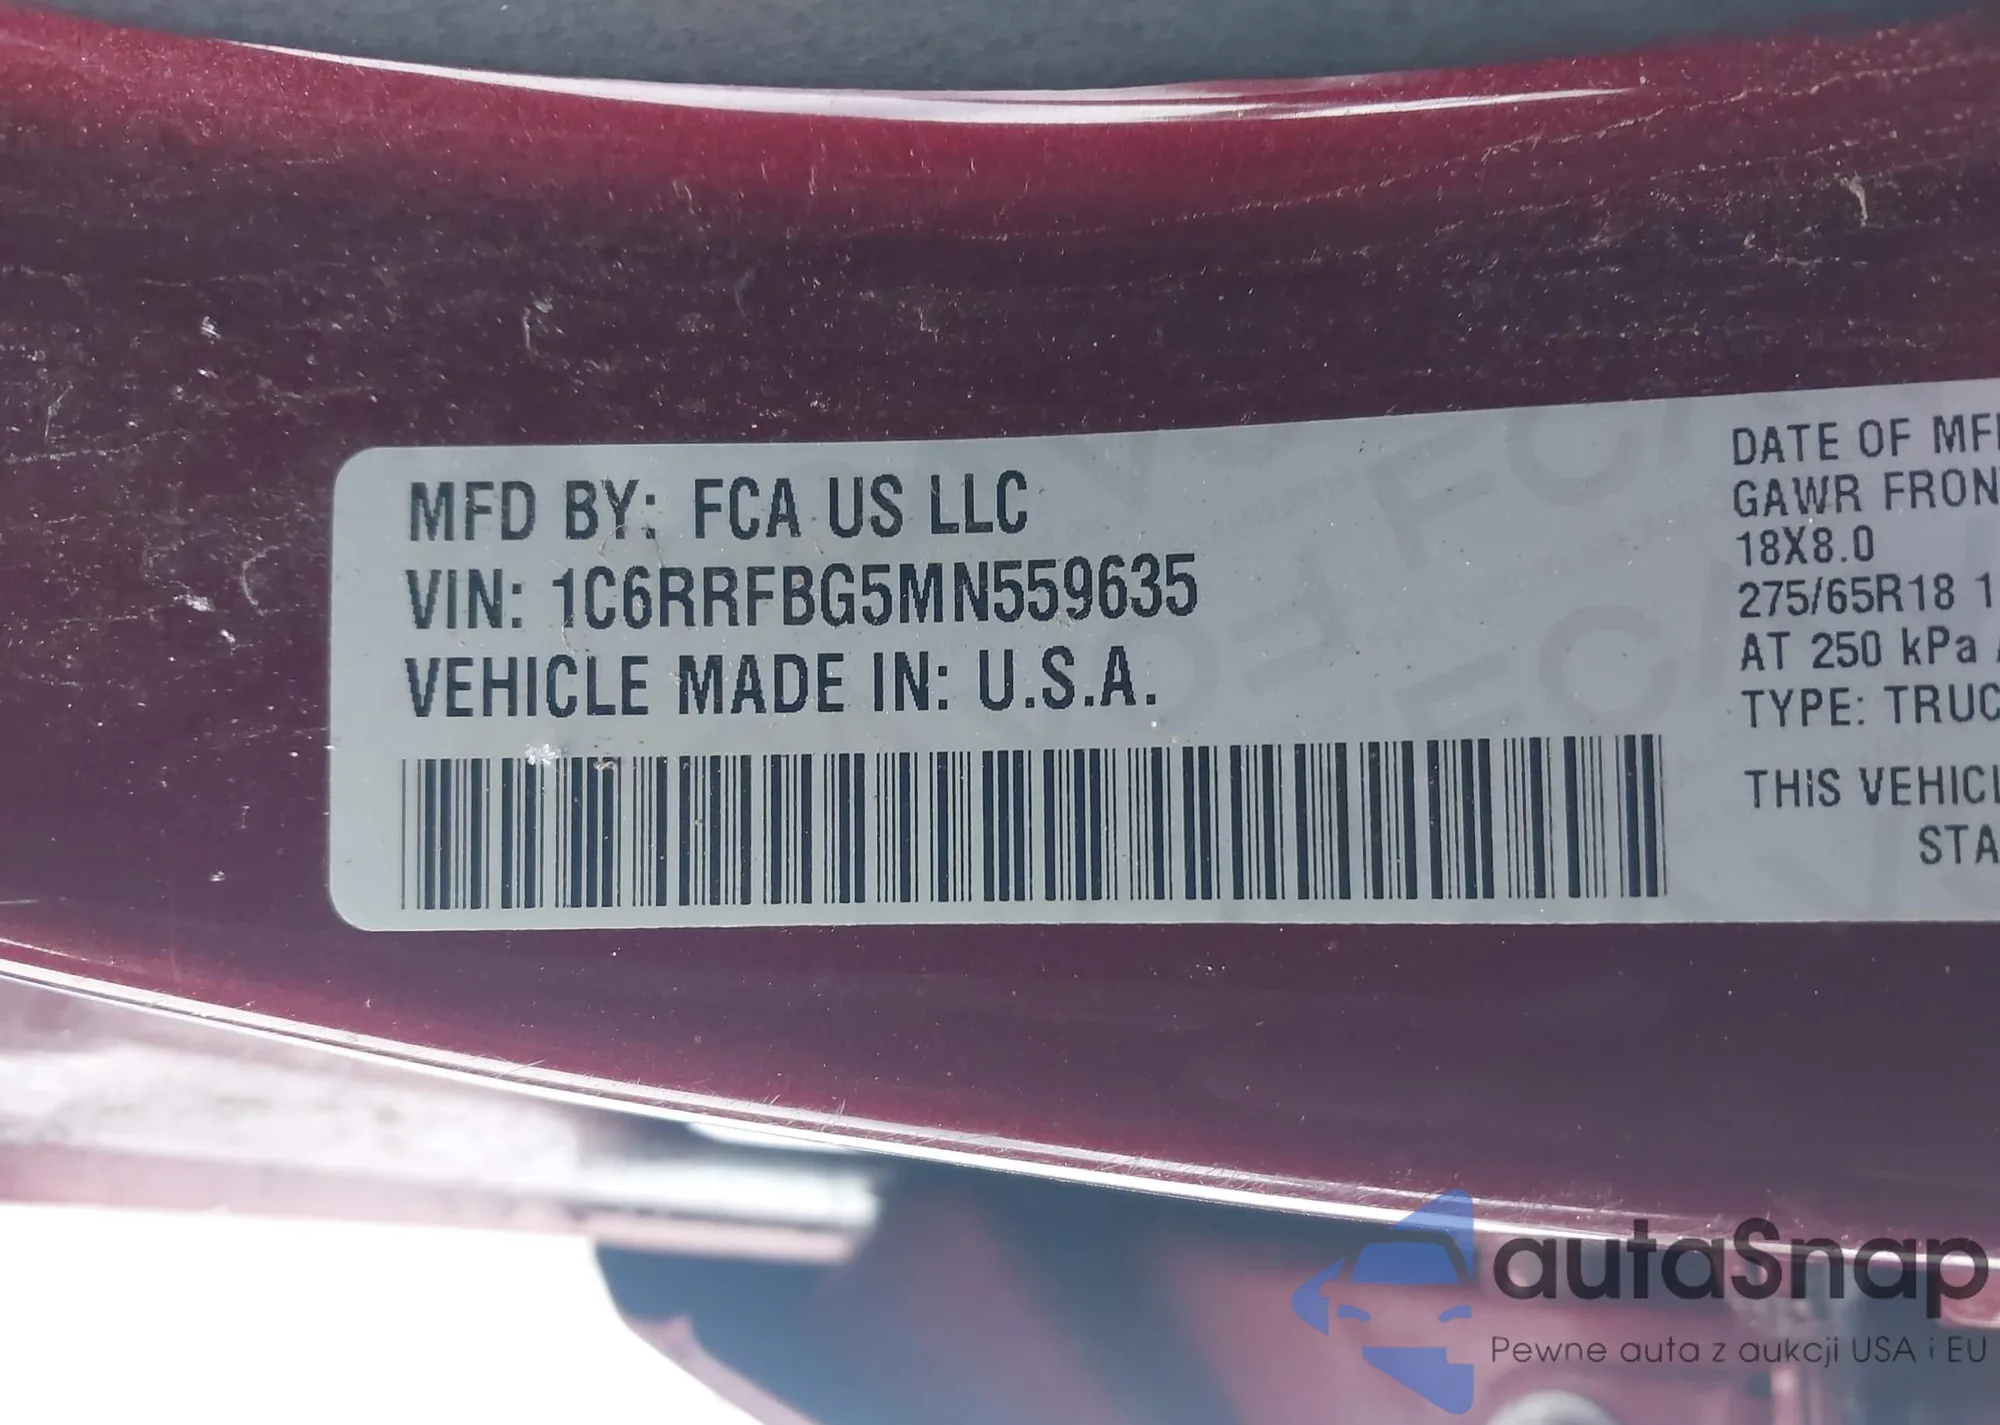 MFD BY: FCA US LLC
VIN: 1C6RRFBG5MN559635
VEHICLE MADE IN: U.S.A.
DATE OF MF
GAWR FRON
18X8.0
275/65R18 1
AT 250 kPa
TYPE: TRUC
THIS VEHICL
STA
autaSnap
Pewne auta z aukcji USA i EU